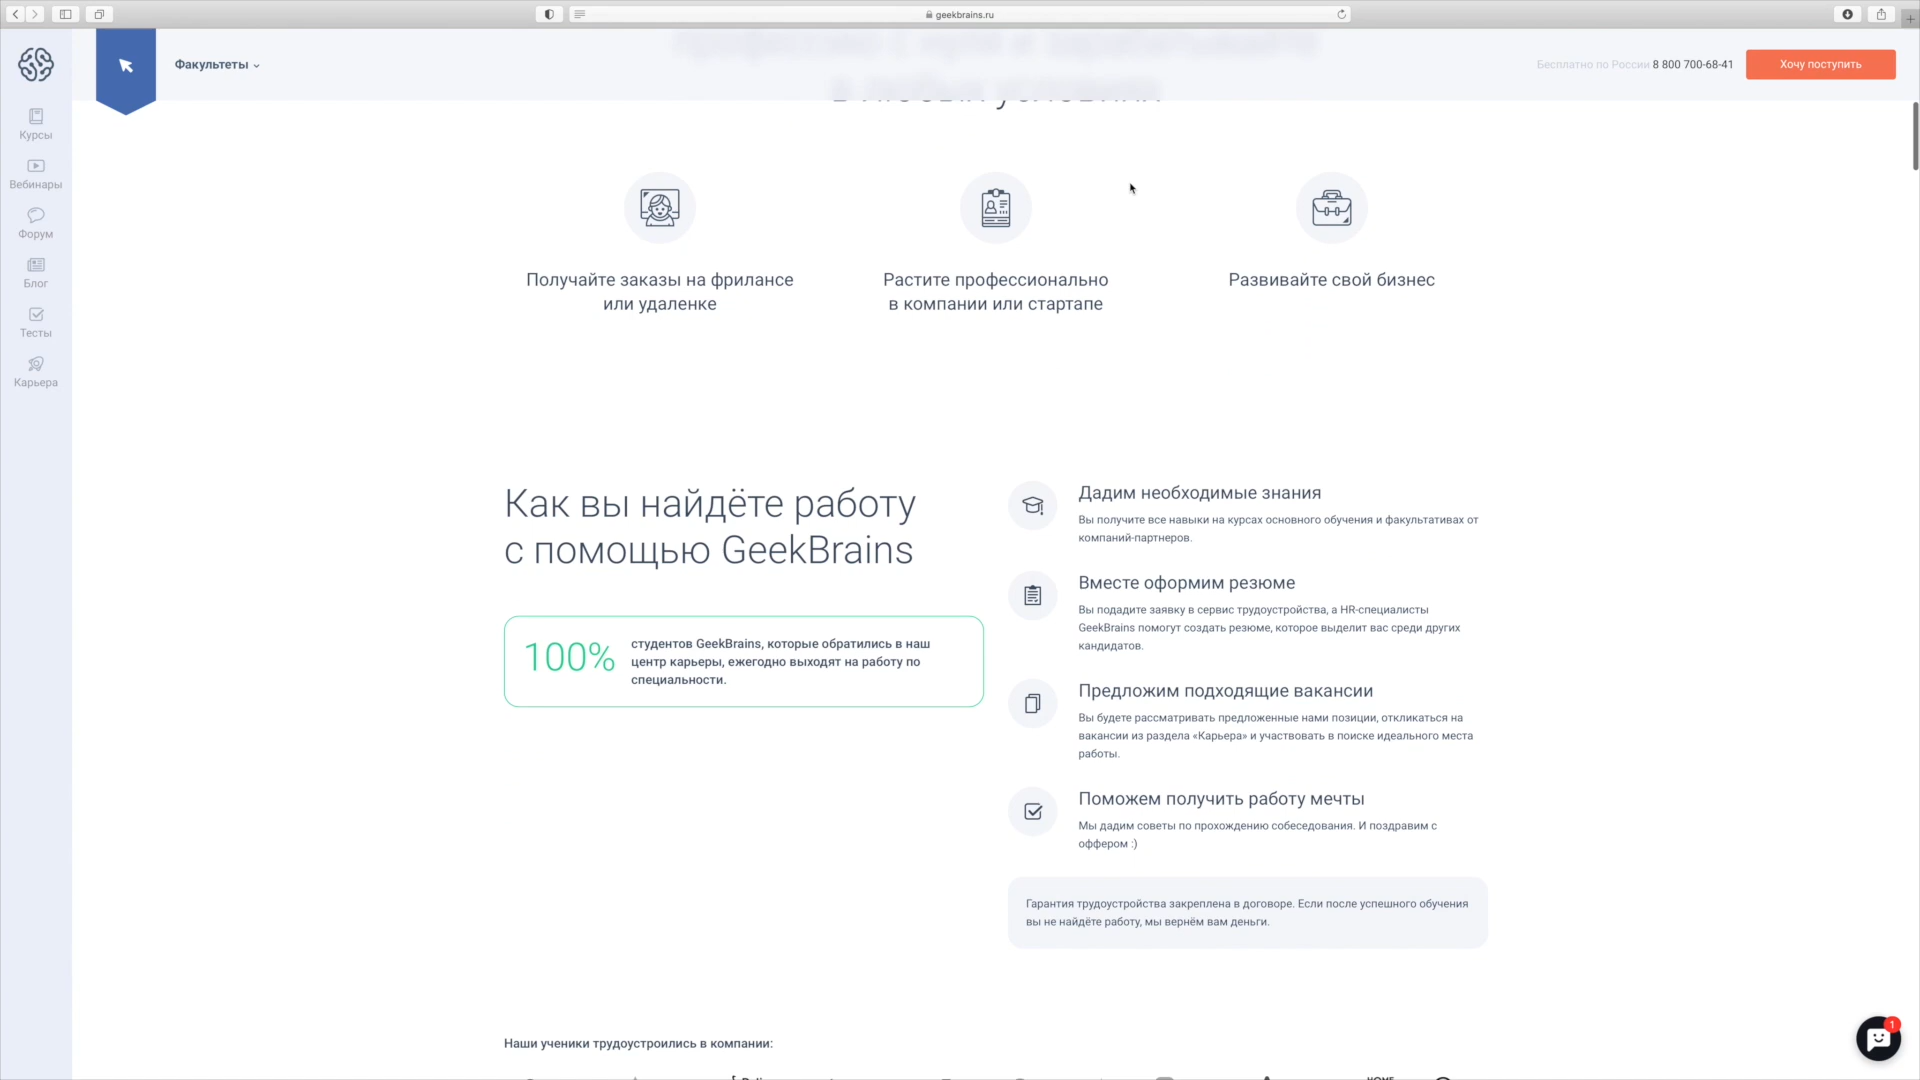 geekbrains.ru
Факультеты
Бесплатно по России 8 800 700-68-41
Хочу поступить
профессию с нуля и зарабатывайте
в любых условиях
Курсы
Вебинары
Форум
Блог
Тесты
Карьера
Получайте заказы на фрилансе
или удаленке
Растите профессионально
в компании или стартапе
Развивайте свой бизнес
Как вы найдёте работу
с помощью GeekBrains
100%
студентов GeekBrains, которые обратились в наш
центр карьеры, ежегодно выходят на работу по
специальности.
Дадим необходимые знания
Вы получите все навыки на курсах основного обучения и факультативах от
компаний-партнеров.
Вместе оформим резюме
Вы подадите заявку в сервис трудоустройства, а HR-специалисты
GeekBrains помогут создать резюме, которое выделит вас среди других
кандидатов.
Предложим подходящие вакансии
Вы будете рассматривать предложенные нами позиции, откликаться на
вакансии из раздела «Карьера» и участвовать в поиске идеального места
работы.
Поможем получить работу мечты
Мы дадим советы по прохождению собеседования. И поздравим с
оффером :)
Гарантия трудоустройства закреплена в договоре. Если после успешного обучения
вы не найдёте работу, мы вернём вам деньги.
Наши ученики трудоустроились в компании:
1